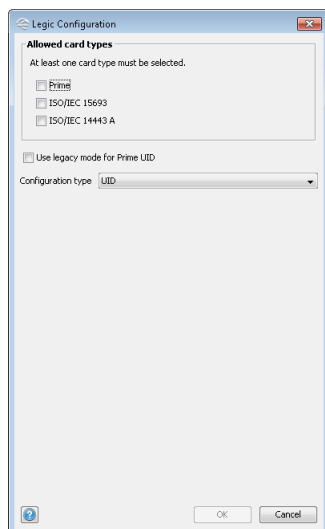 Legic Configuration
Allowed card types
At least one card type must be selected.
Prime
ISO/IEC 15693
ISO/IEC 14443 A
Use legacy mode for Prime UID
Configuration type UID
? OK Cancel